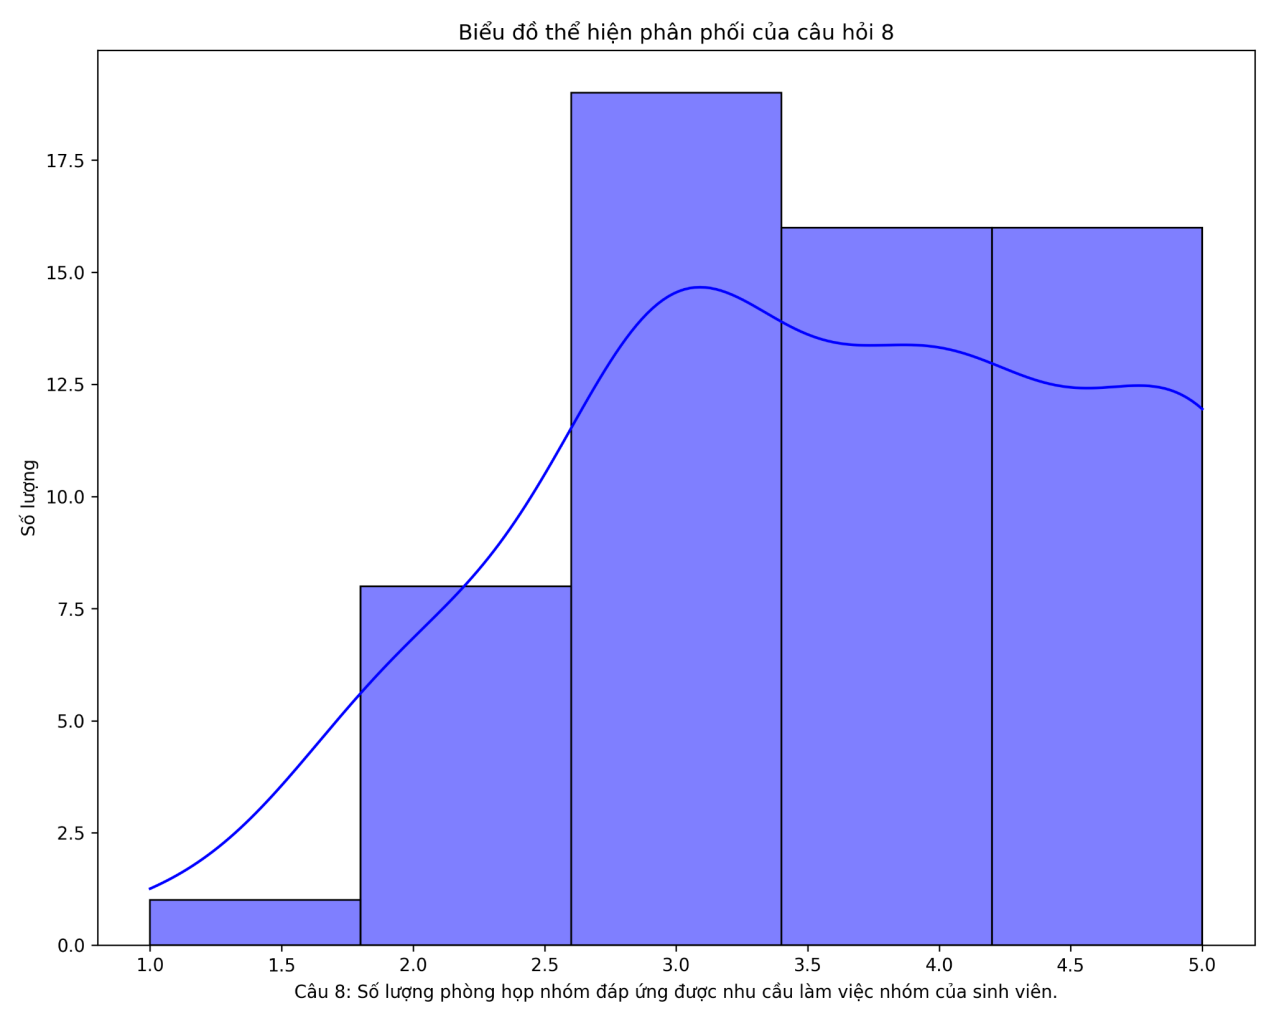 Biểu đồ thể hiện phân phối của câu hỏi 8
17.5
15.0
12.5
10.0
7.5
5.0
2.5
0.0
Số lượng
1.0 1.5 2.0 2.5 3.0 3.5 4.0 4.5 5.0
Câu 8: Số lượng phòng họp nhóm đáp ứng được nhu cầu làm việc nhóm của sinh viên.